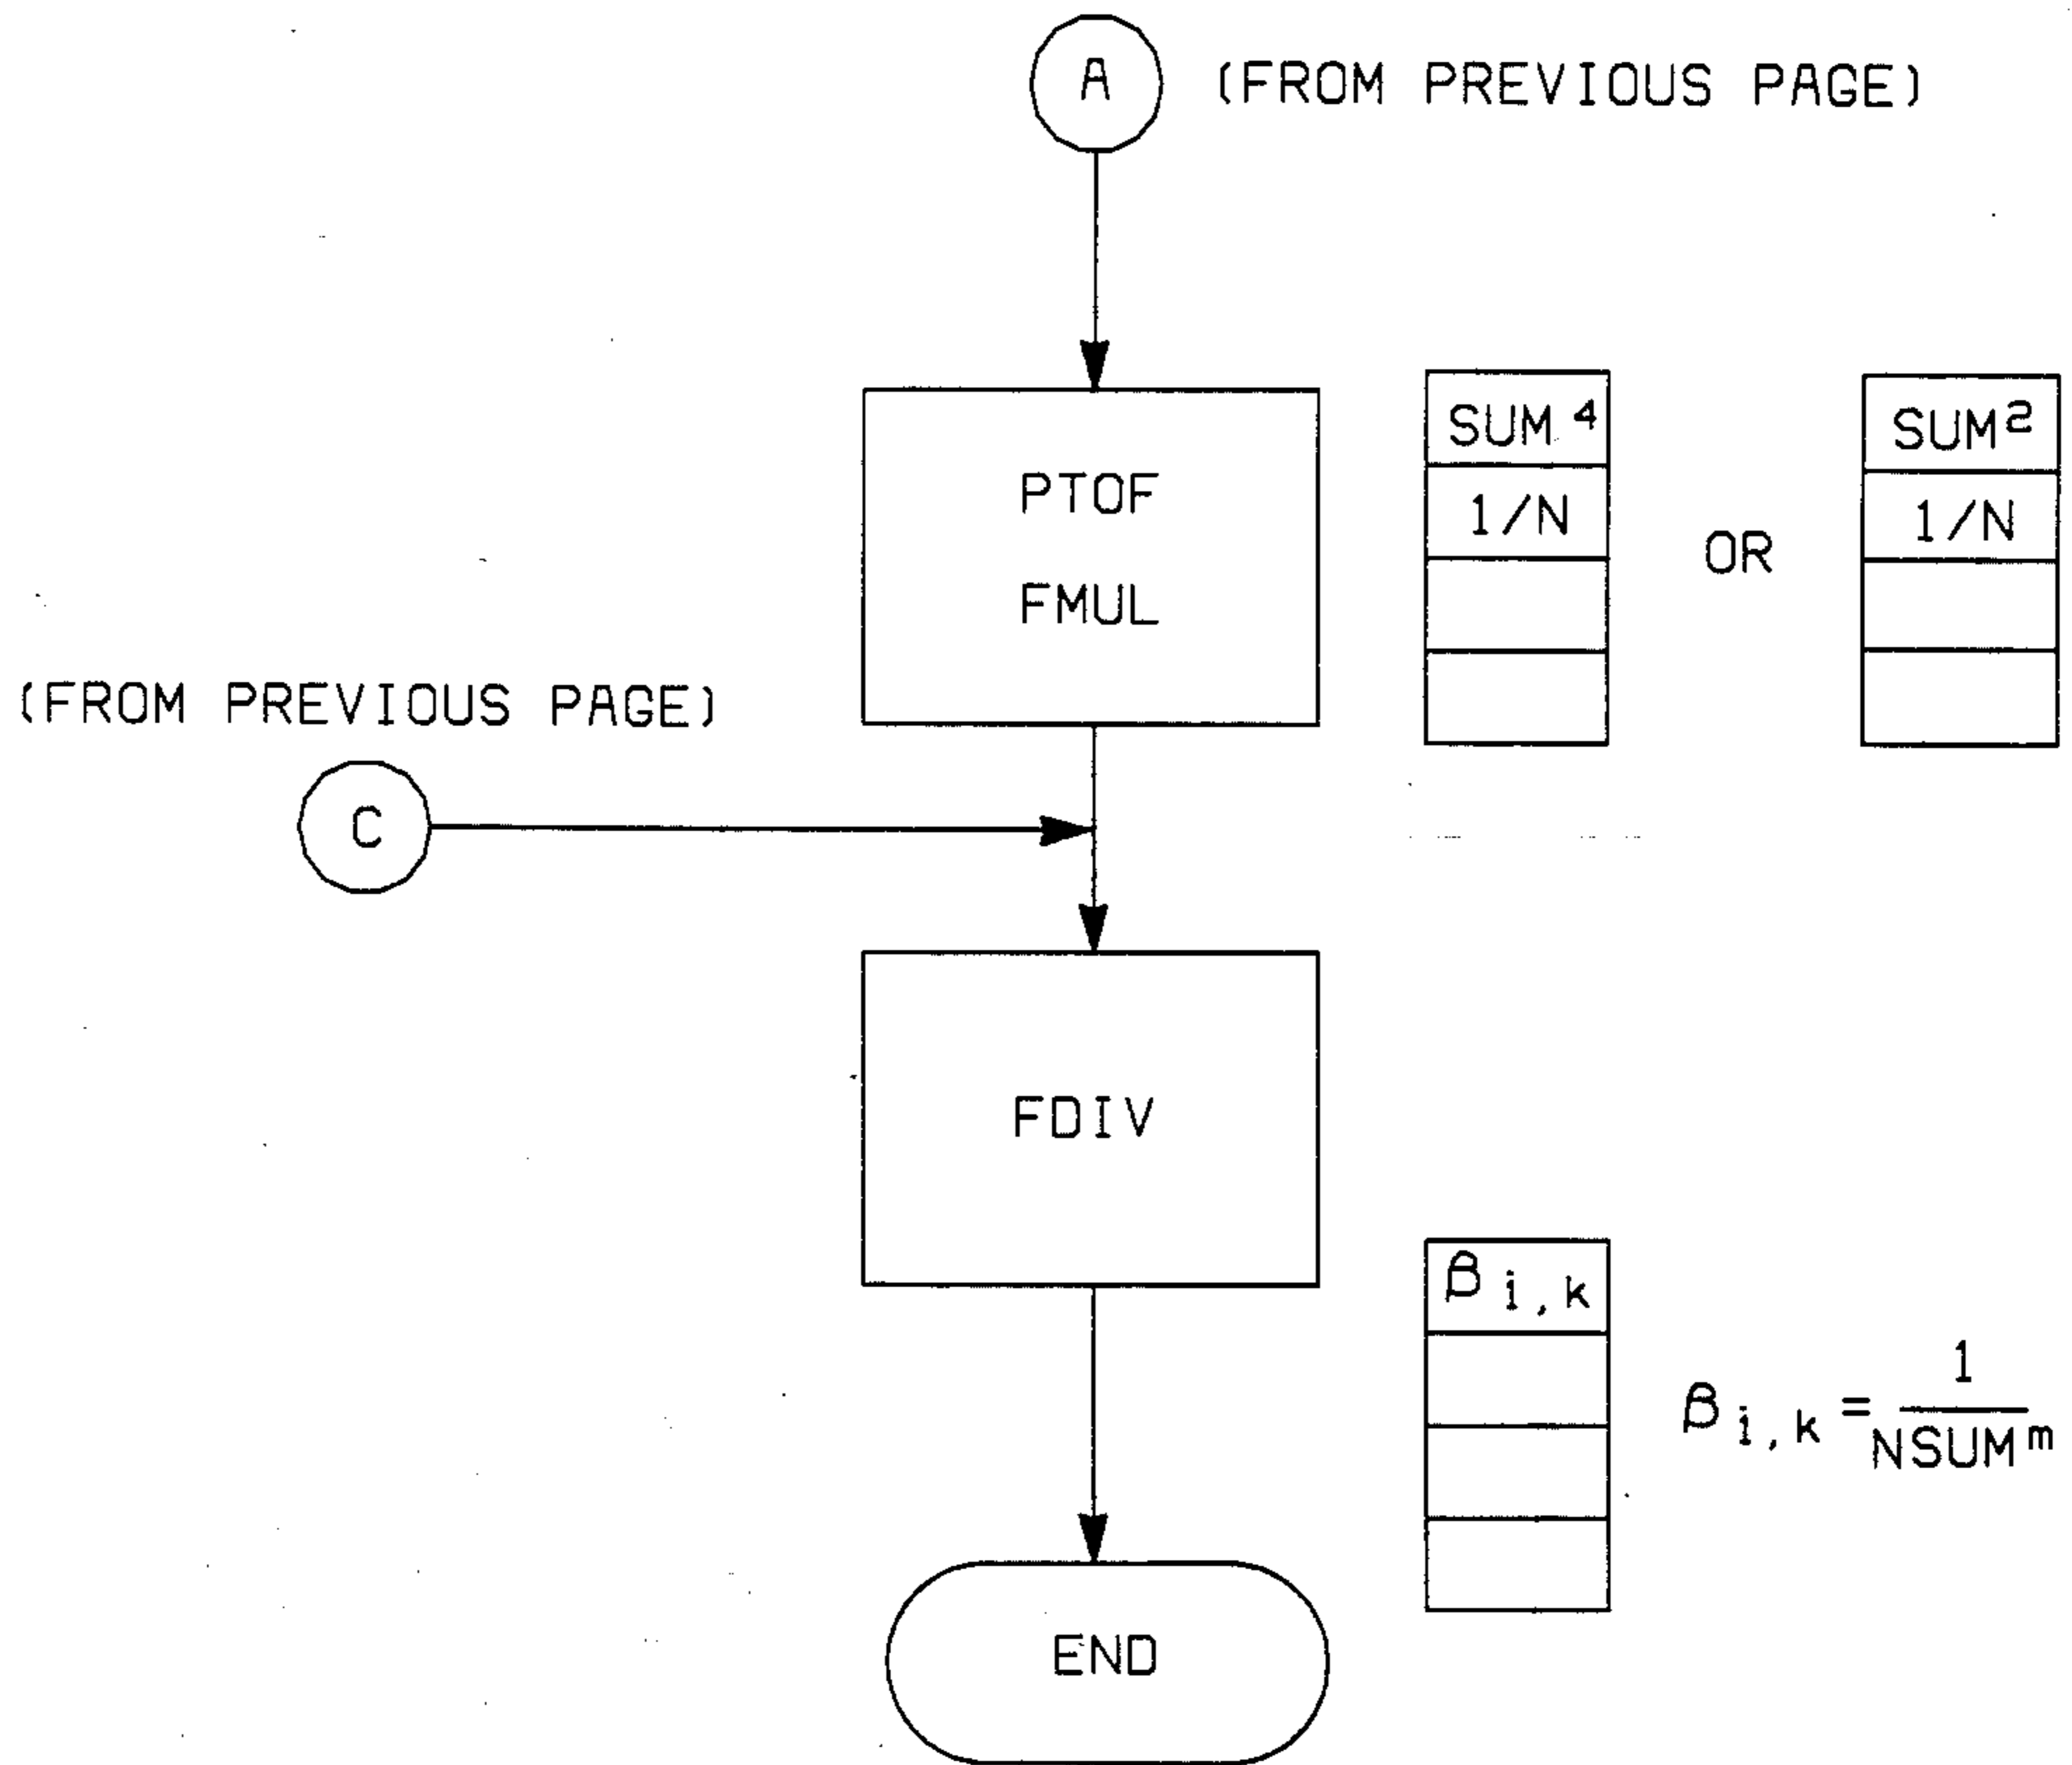 A (FROM PREVIOUS PAGE)
PTOF
FMUL
SUM⁴
1/N
OR
SUM²
1/N
(FROM PREVIOUS PAGE)
C
FDIV
β i,k
β i,k = 1 / NSUMᵐ
END